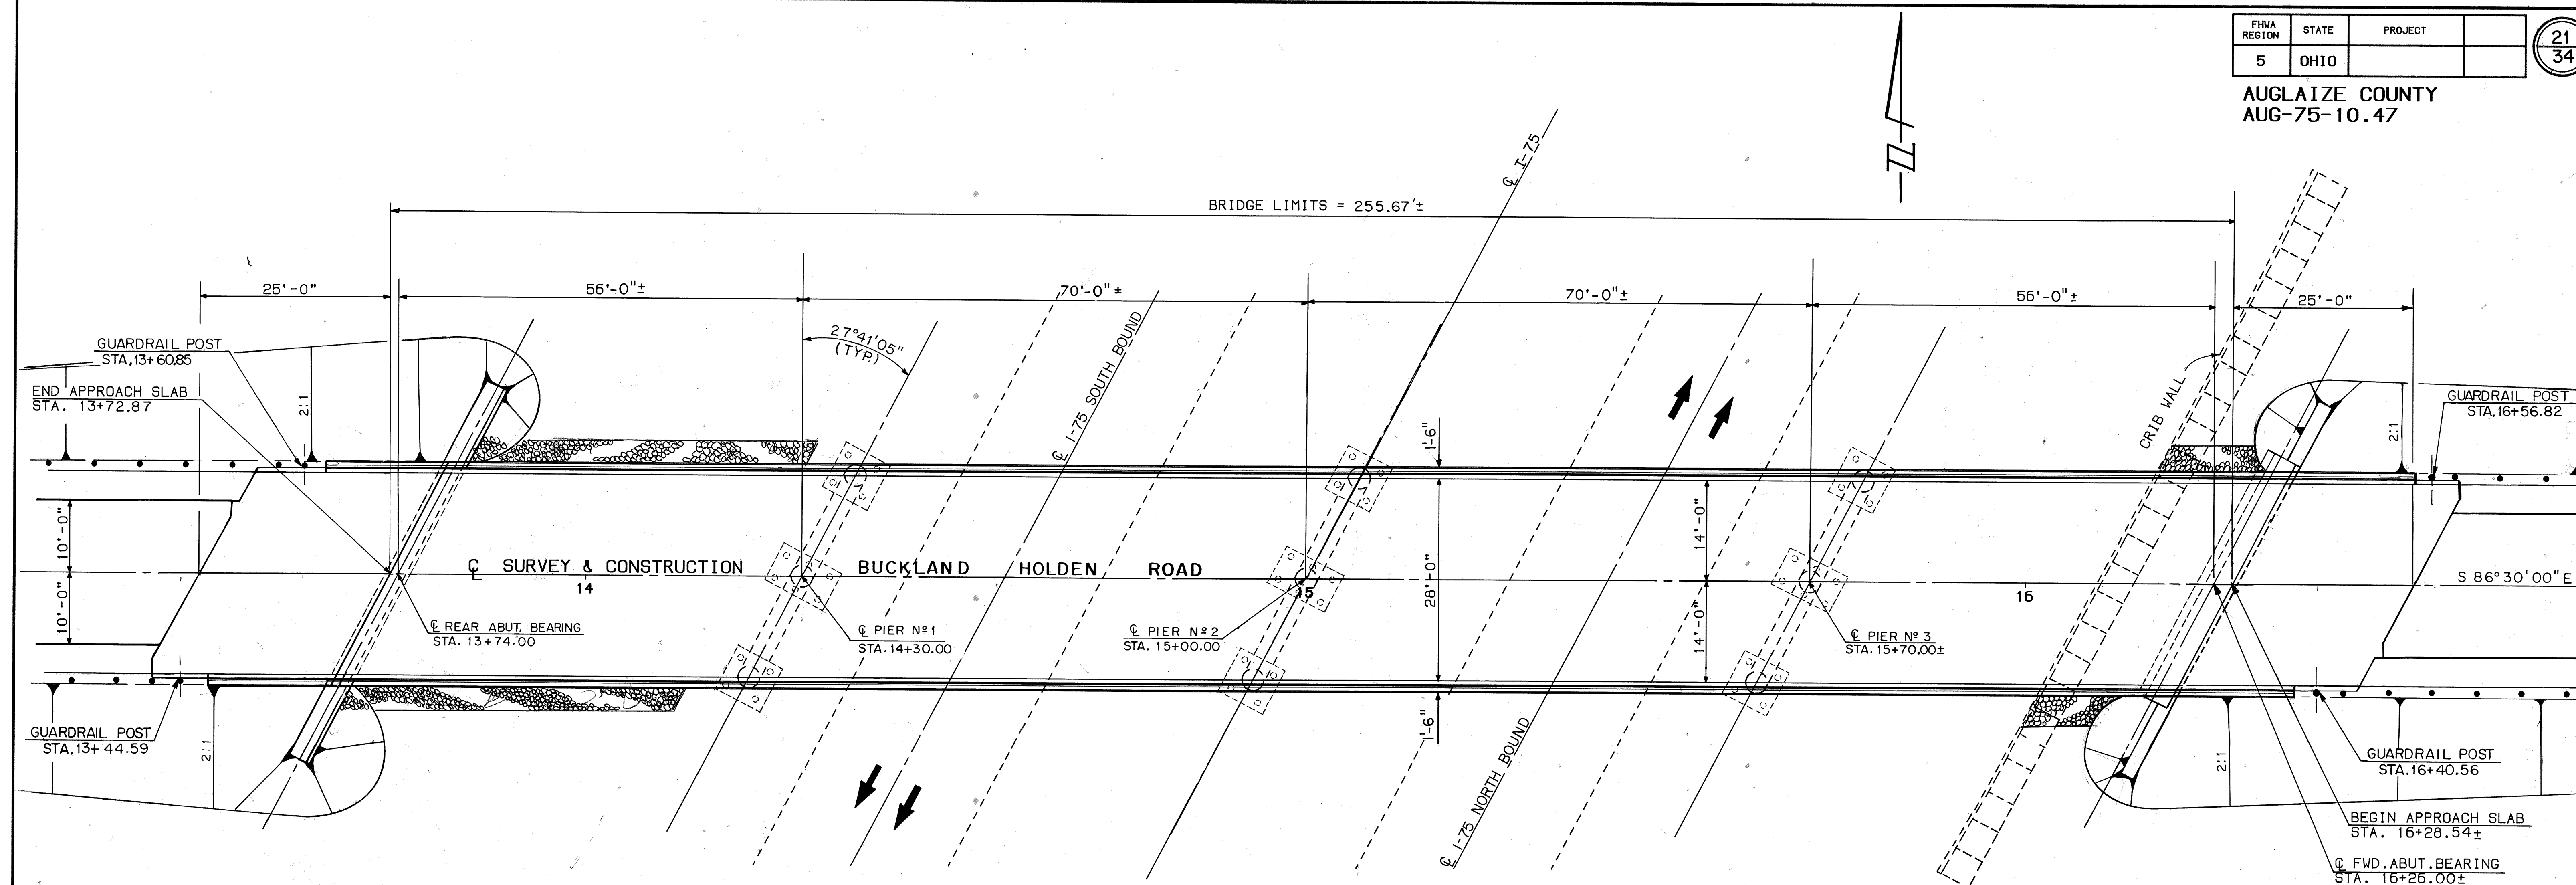 FHWA REGION STATE PROJECT
5 OHIO
21
34
AUGLAIZE COUNTY
AUG-75-10.47
N
℄ I-75
BRIDGE LIMITS = 255.67'±
25'-0" 56'-0"± 70'-0"± 70'-0"± 56'-0"± 25'-0"
27°41'05"
(TYP.)
℄ I-75 SOUTH BOUND
CRIB WALL
GUARDRAIL POST
STA. 13+60.85
END APPROACH SLAB
STA. 13+72.87
2:1
GUARDRAIL POST
STA. 16+56.82
2:1
1'-6"
10'-0"
10'-0"
14'-0"
28'-0"
14'-0"
℄ SURVEY & CONSTRUCTION BUCKLAND HOLDEN ROAD
14 15 16
S 86°30'00"E
℄ REAR ABUT. BEARING
STA. 13+74.00
℄ PIER Nº 1
STA. 14+30.00
℄ PIER Nº 2
STA. 15+00.00
℄ PIER Nº 3
STA. 15+70.00±
1'-6"
GUARDRAIL POST
STA. 13+44.59
2:1
℄ I-75 NORTH BOUND
2:1
GUARDRAIL POST
STA. 16+40.56
BEGIN APPROACH SLAB
STA. 16+28.54±
℄ FWD. ABUT. BEARING
STA. 16+26.00±